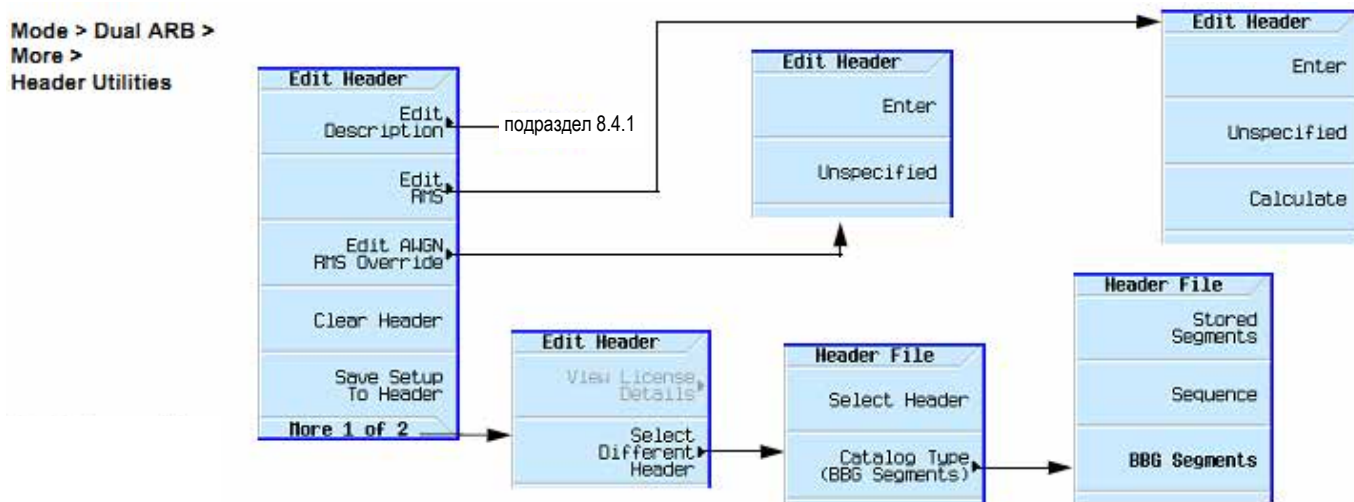 Mode > Dual ARB >
More >
Header Utilities
Edit Header
Edit
Description
подраздел 8.4.1
Edit
RMS
Edit AWGN
RMS Override
Clear Header
Save Setup
To Header
More 1 of 2
Edit Header
Enter
Unspecified
Edit Header
Enter
Unspecified
Calculate
Edit Header
View License
Details
Select
Different
Header
Header File
Select Header
Catalog Type
(BBG Segments)
Header File
Stored
Segments
Sequence
BBG Segments